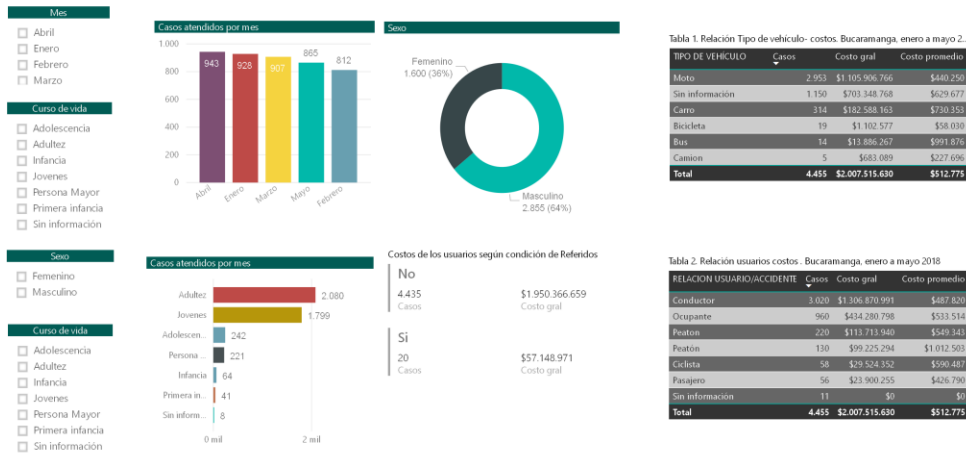 Mes
Abril
Enero
Febrero
Marzo
Curso de vida
Adolescencia
Adultez
Infancia
Jovenes
Persona Mayor
Primera infancia
Sin información
Casos atendidos por mes
1.000
800
600
400
200
0
943
928
907
865
812
Abril
Enero
Marzo
Mayo
Febrero
Sexo
Femenino
1.600 (36%)
Masculino
2.855 (64%)
Tabla 1. Relación Tipo de vehículo- costos. Bucaramanga, enero a mayo 2...
TIPO DE VEHÍCULO Casos Costo gral Costo promedio
Moto 2.953 $1.105.906.766 $440.250
Sin información 1.150 $703.348.768 $629.677
Carro 314 $182.588.163 $730.353
Bicicleta 19 $1.102.577 $58.030
Bus 14 $13.886.267 $991.876
Camion 5 $683.089 $227.696
Total 4.455 $2.007.515.630 $512.775
Sexo
Femenino
Masculino
Curso de vida
Adolescencia
Adultez
Infancia
Jovenes
Persona Mayor
Primera infancia
Sin información
Casos atendidos por mes
Adultez 2.080
Jovenes 1.799
Adolescen... 242
Persona ... 221
Infancia 64
Primera in... 41
Sin inform... 8
0 mil 2 mil
Costos de los usuarios según condición de Referidos
No
4.435 $1.950.366.659
Casos Costo gral
Sí
20 $57.148.971
Casos Costo gral
Tabla 2. Relación usuarios costos . Bucaramanga, enero a mayo 2018
RELACION USUARIO/ACCIDENTE Casos Costo gral Costo promedio
Conductor 3.020 $1.306.870.991 $487.820
Ocupante 960 $434.280.798 $533.514
Peaton 220 $113.713.940 $549.343
Peatón 130 $99.225.294 $1.012.503
Ciclista 58 $29.524.352 $590.487
Pasajero 56 $23.900.255 $426.790
Sin información 11 $0 $0
Total 4.455 $2.007.515.630 $512.775